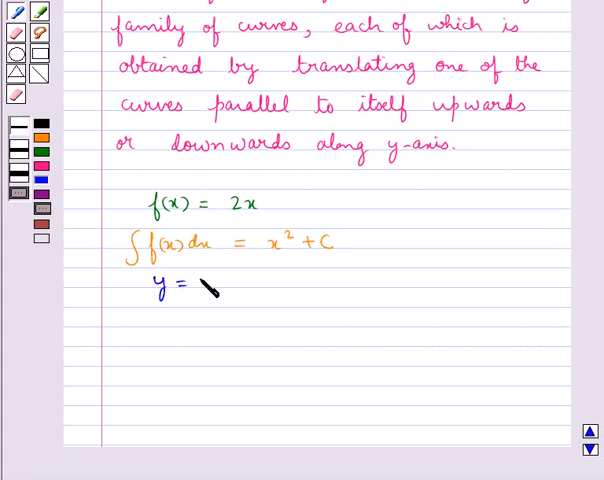 family of curves, each of which is
obtained by translating one of the
curves parallel to itself upwards
or downwards along y-axis.
f(x) = 2x
∫ f(x) dx = x² + C
y =